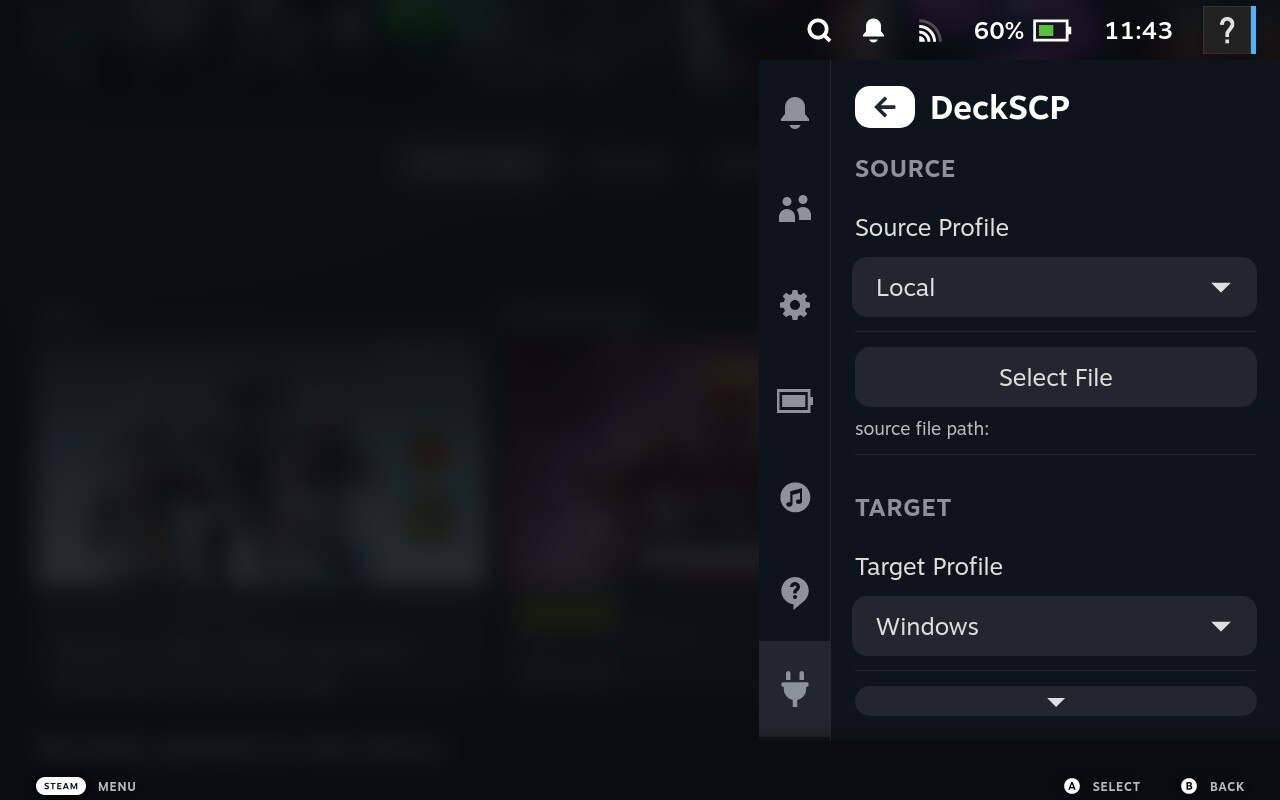 60%
11:43
?
DeckSCP
SOURCE
Source Profile
Local
Select File
source file path:
TARGET
Target Profile
Windows
STEAM MENU
A SELECT B BACK